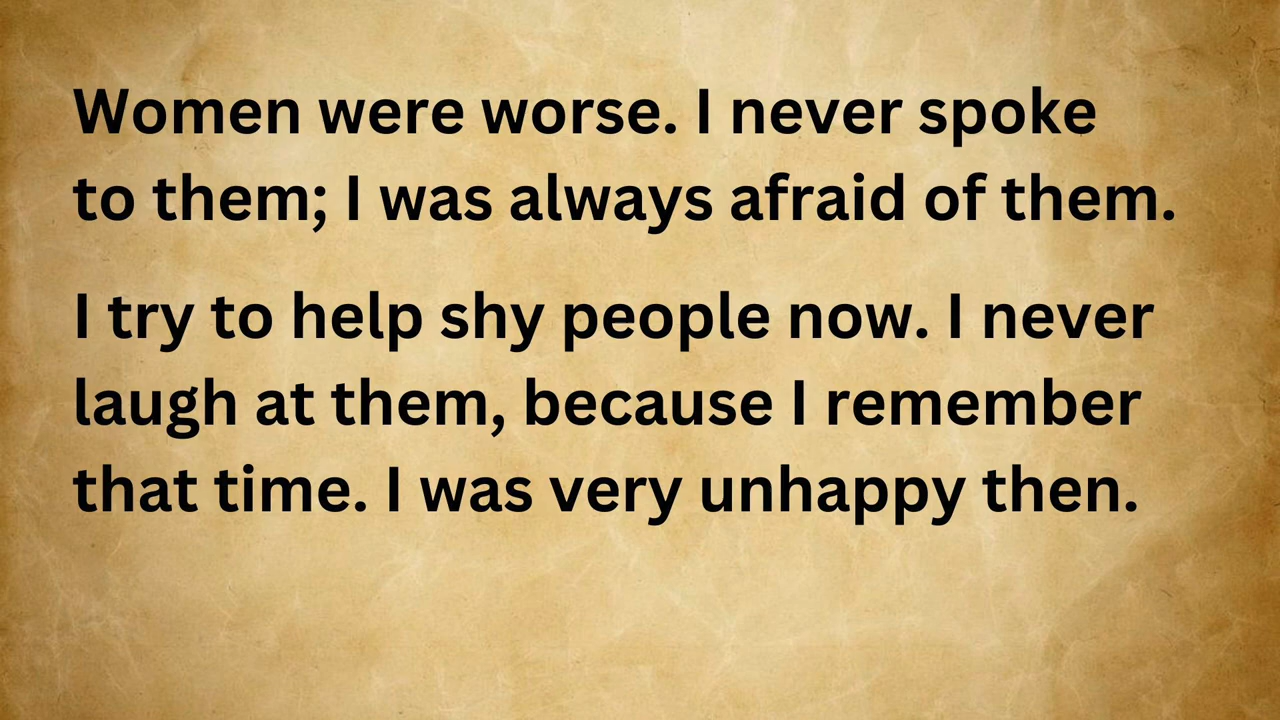 Women were worse. I never spoke
to them; I was always afraid of them.
I try to help shy people now. I never
laugh at them, because I remember
that time. I was very unhappy then.